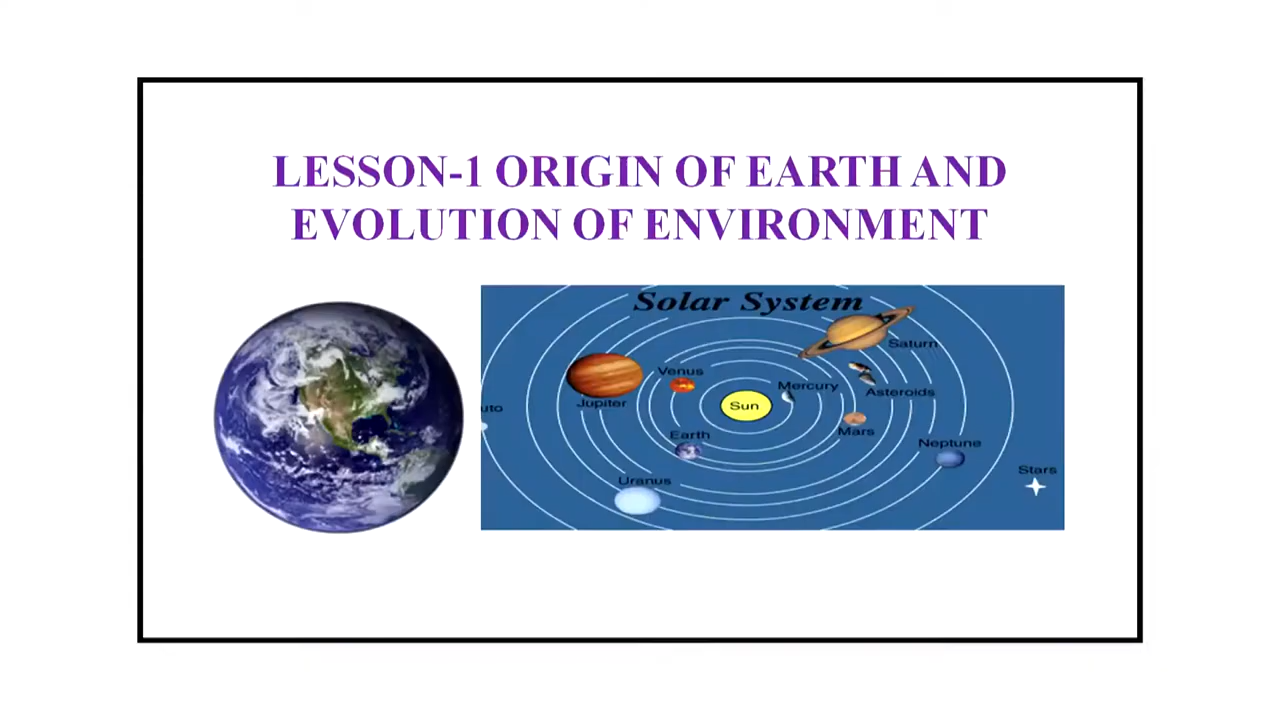 LESSON-1 ORIGIN OF EARTH AND
EVOLUTION OF ENVIRONMENT
Solar System
Saturn
Venus
Mercury
Asteroids
Jupiter
Sun
uto
Mars
Earth
Neptune
Stars
Uranus